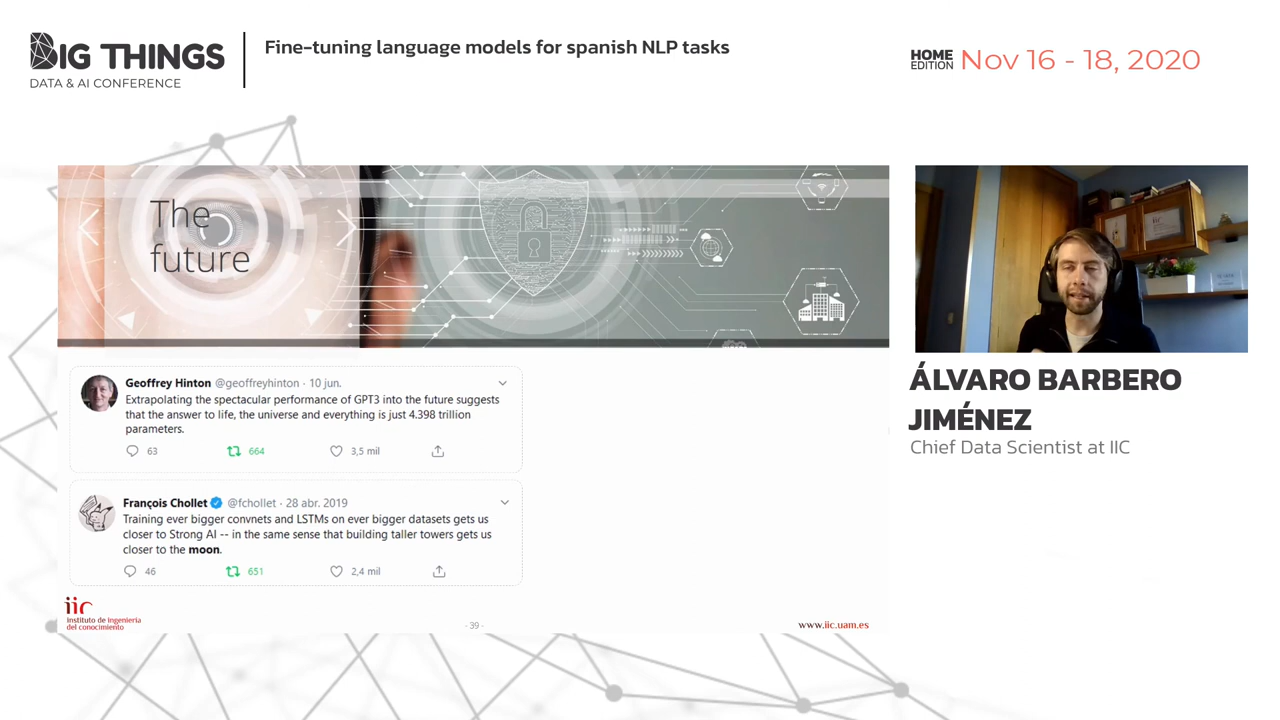 BIG THINGS
DATA & AI CONFERENCE
Fine-tuning language models for spanish NLP tasks
HOME
EDITION
Nov 16 - 18, 2020
The
future
Geoffrey Hinton @geoffreyhinton · 10 jun.
Extrapolating the spectacular performance of GPT3 into the future suggests
that the answer to life, the universe and everything is just 4.398 trillion
parameters.
63 664 3,5 mil
François Chollet @fchollet · 28 abr. 2019
Training ever bigger convnets and LSTMs on ever bigger datasets gets us
closer to Strong AI -- in the same sense that building taller towers gets us
closer to the moon.
46 651 2,4 mil
iic
Instituto de Ingeniería
del conocimiento
- 39 -
www.iic.uam.es
ÁLVARO BARBERO
JIMÉNEZ
Chief Data Scientist at IIC